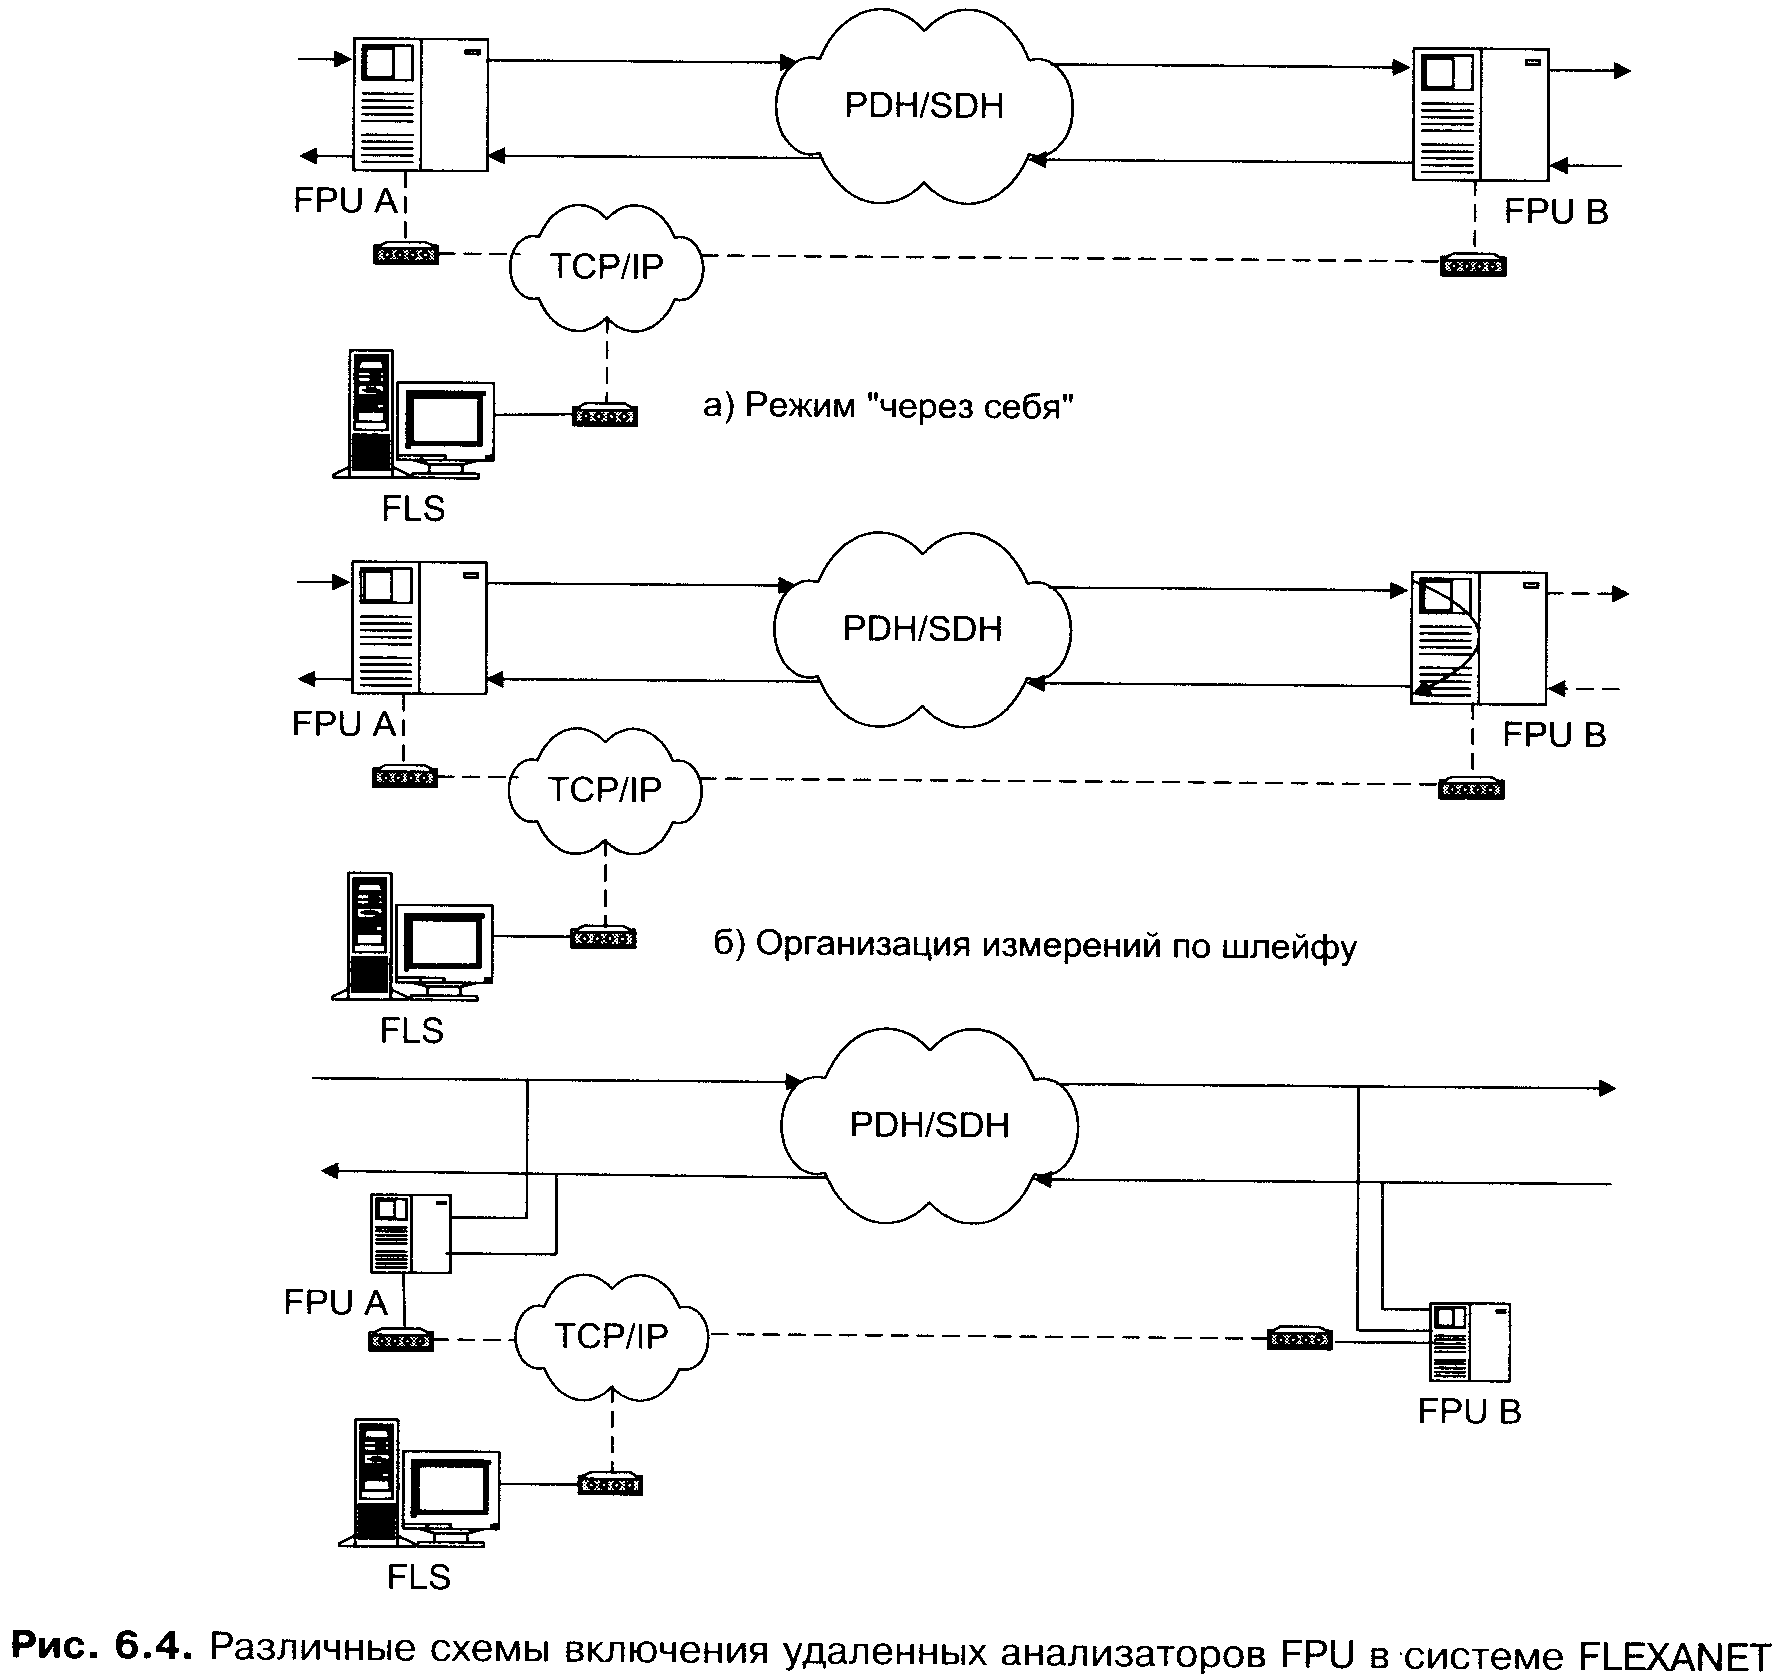 PDH/SDH
FPU A
FPU B
TCP/IP
а) Режим "через себя"
FLS
PDH/SDH
FPU A
FPU B
TCP/IP
б) Организация измерений по шлейфу
FLS
PDH/SDH
FPU A
TCP/IP
FPU B
FLS
Рис. 6.4. Различные схемы включения удаленных анализаторов FPU в системе FLEXANET